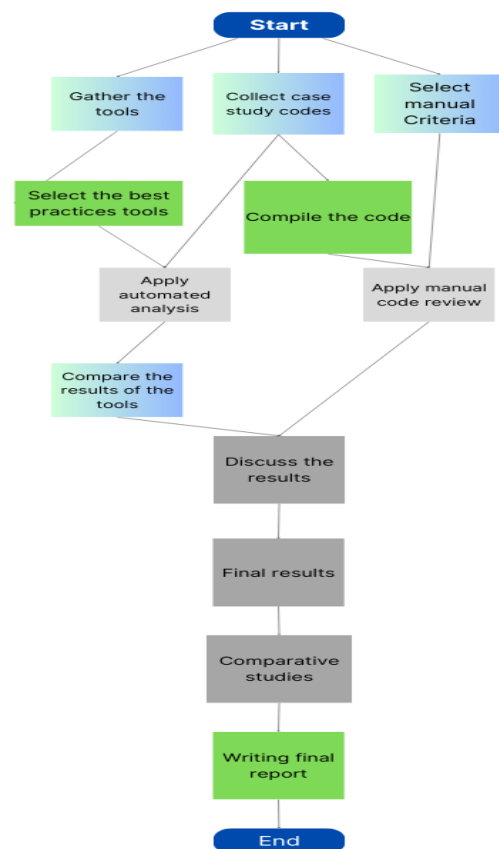 Start
Gather the
tools
Collect case
study codes
Select
manual
Criteria
Select the best
practices tools
Compile the code
Apply
automated
analysis
Apply manual
code review
Compare the
results of the
tools
Discuss the
results
Final results
Comparative
studies
Writing final
report
End